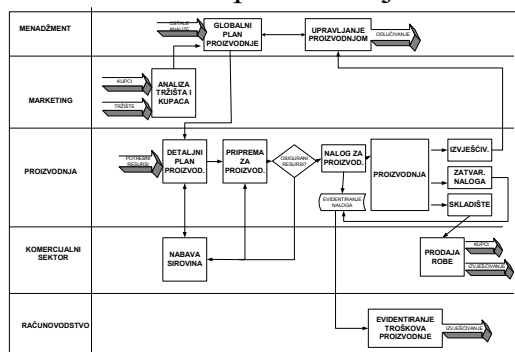 MENADŽMENT
OSTALE
ANALIZE
GLOBALNI
PLAN
PROIZVODNJE
UPRAVLJANJE
PROIZVODNJOM
ODLUČIVANJE
MARKETING
KUPCI
TRŽIŠTE
ANALIZA
TRŽIŠTA I
KUPACA
PROIZVODNJA
POTREBNI
RESURSI
DETALJNI
PLAN
PROIZVOD.
PRIPREMA
ZA
PROIZVOD.
OSIGURANI
RESURSI?
NALOG ZA
PROIZVOD.
EVIDENTIRANJE
NALOGA
PROIZVODNJA
IZVJEŠĆIV.
ZATVAR.
NALOGA
SKLADIŠTE
KOMERCIJALNI
SEKTOR
NABAVA
SIROVINA
PRODAJA
ROBE
KUPCI
IZVJEŠĆIVANJE
RAČUNOVODSTVO
EVIDENTIRANJE
TROŠKOVA
PROIZVODNJE
IZVJEŠĆIVANJE